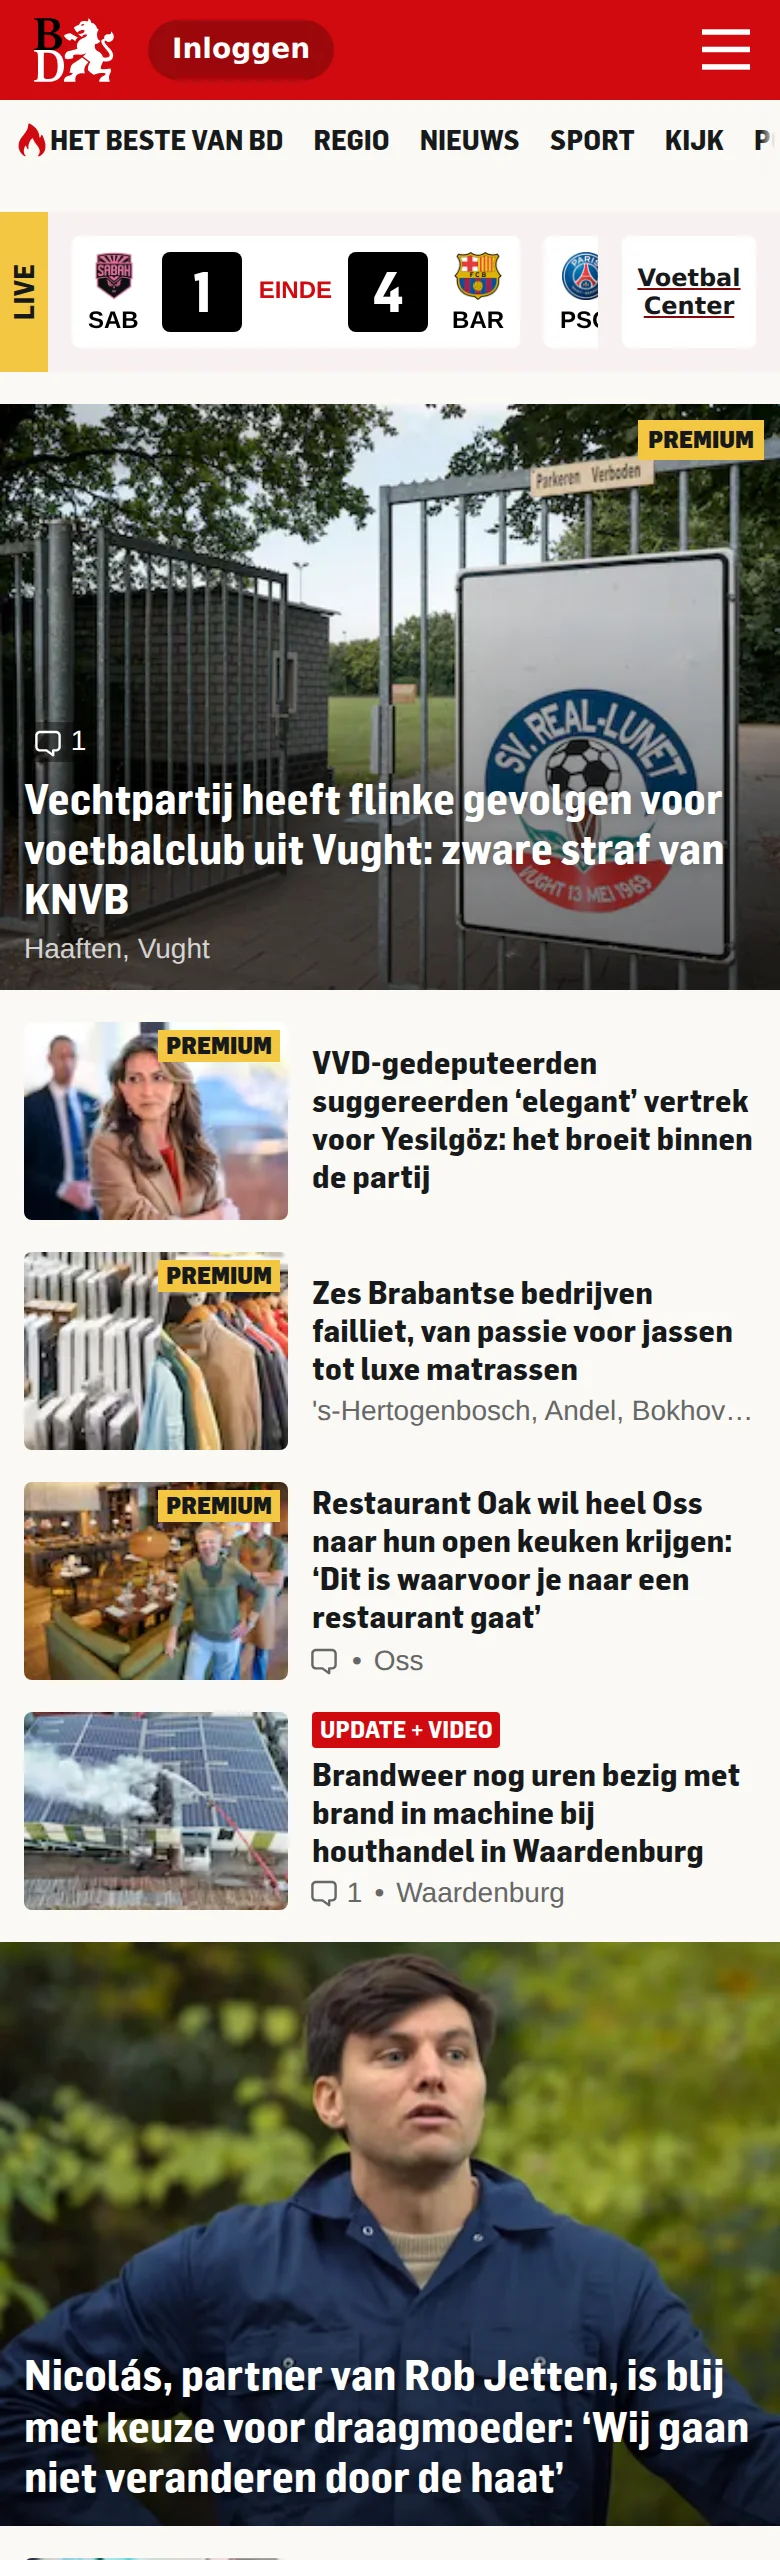 BD
Inloggen
HET BESTE VAN BD REGIO NIEUWS SPORT KIJK
LIVE
SABAH
SAB
1
EINDE
4
FCB
BAR
PARIS
Voetbal
Center
PREMIUM
Parkeren Verboden
SV. REAL-LUNET
VUGHT 13 MEI 1969
1
Vechtpartij heeft flinke gevolgen voor
voetbalclub uit Vught: zware straf van
KNVB
Haaften, Vught
PREMIUM
VVD-gedeputeerden
suggereerden ‘elegant’ vertrek
voor Yesilgöz: het broeit binnen
de partij
PREMIUM
Zes Brabantse bedrijven
failliet, van passie voor jassen
tot luxe matrassen
's-Hertogenbosch, Andel, Bokhov…
PREMIUM
Restaurant Oak wil heel Oss
naar hun open keuken krijgen:
‘Dit is waarvoor je naar een
restaurant gaat’
• Oss
UPDATE + VIDEO
Brandweer nog uren bezig met
brand in machine bij
houthandel in Waardenburg
1 • Waardenburg
Nicolás, partner van Rob Jetten, is blij
met keuze voor draagmoeder: ‘Wij gaan
niet veranderen door de haat’